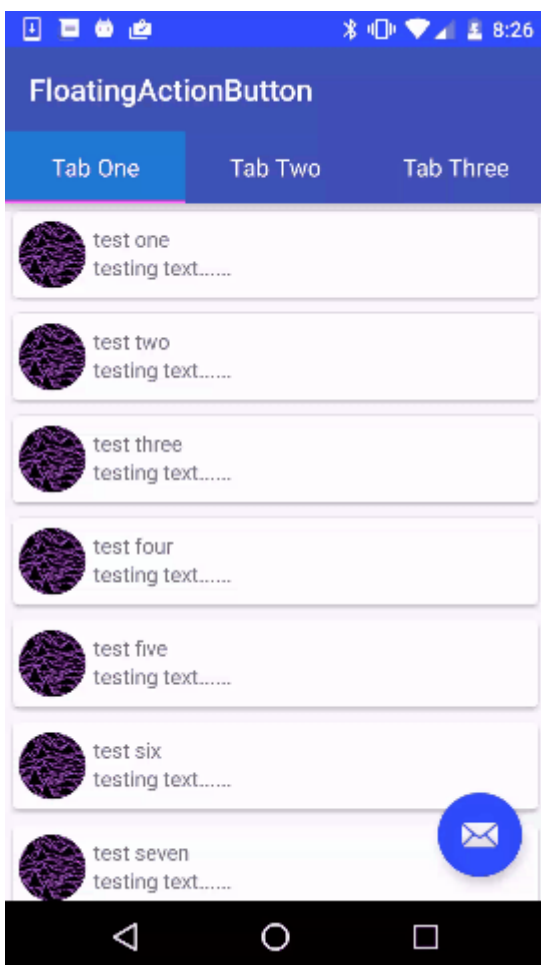 8:26
FloatingActionButton
Tab One Tab Two Tab Three
test one
testing text......
test two
testing text......
test three
testing text......
test four
testing text......
test five
testing text......
test six
testing text......
test seven
testing text......